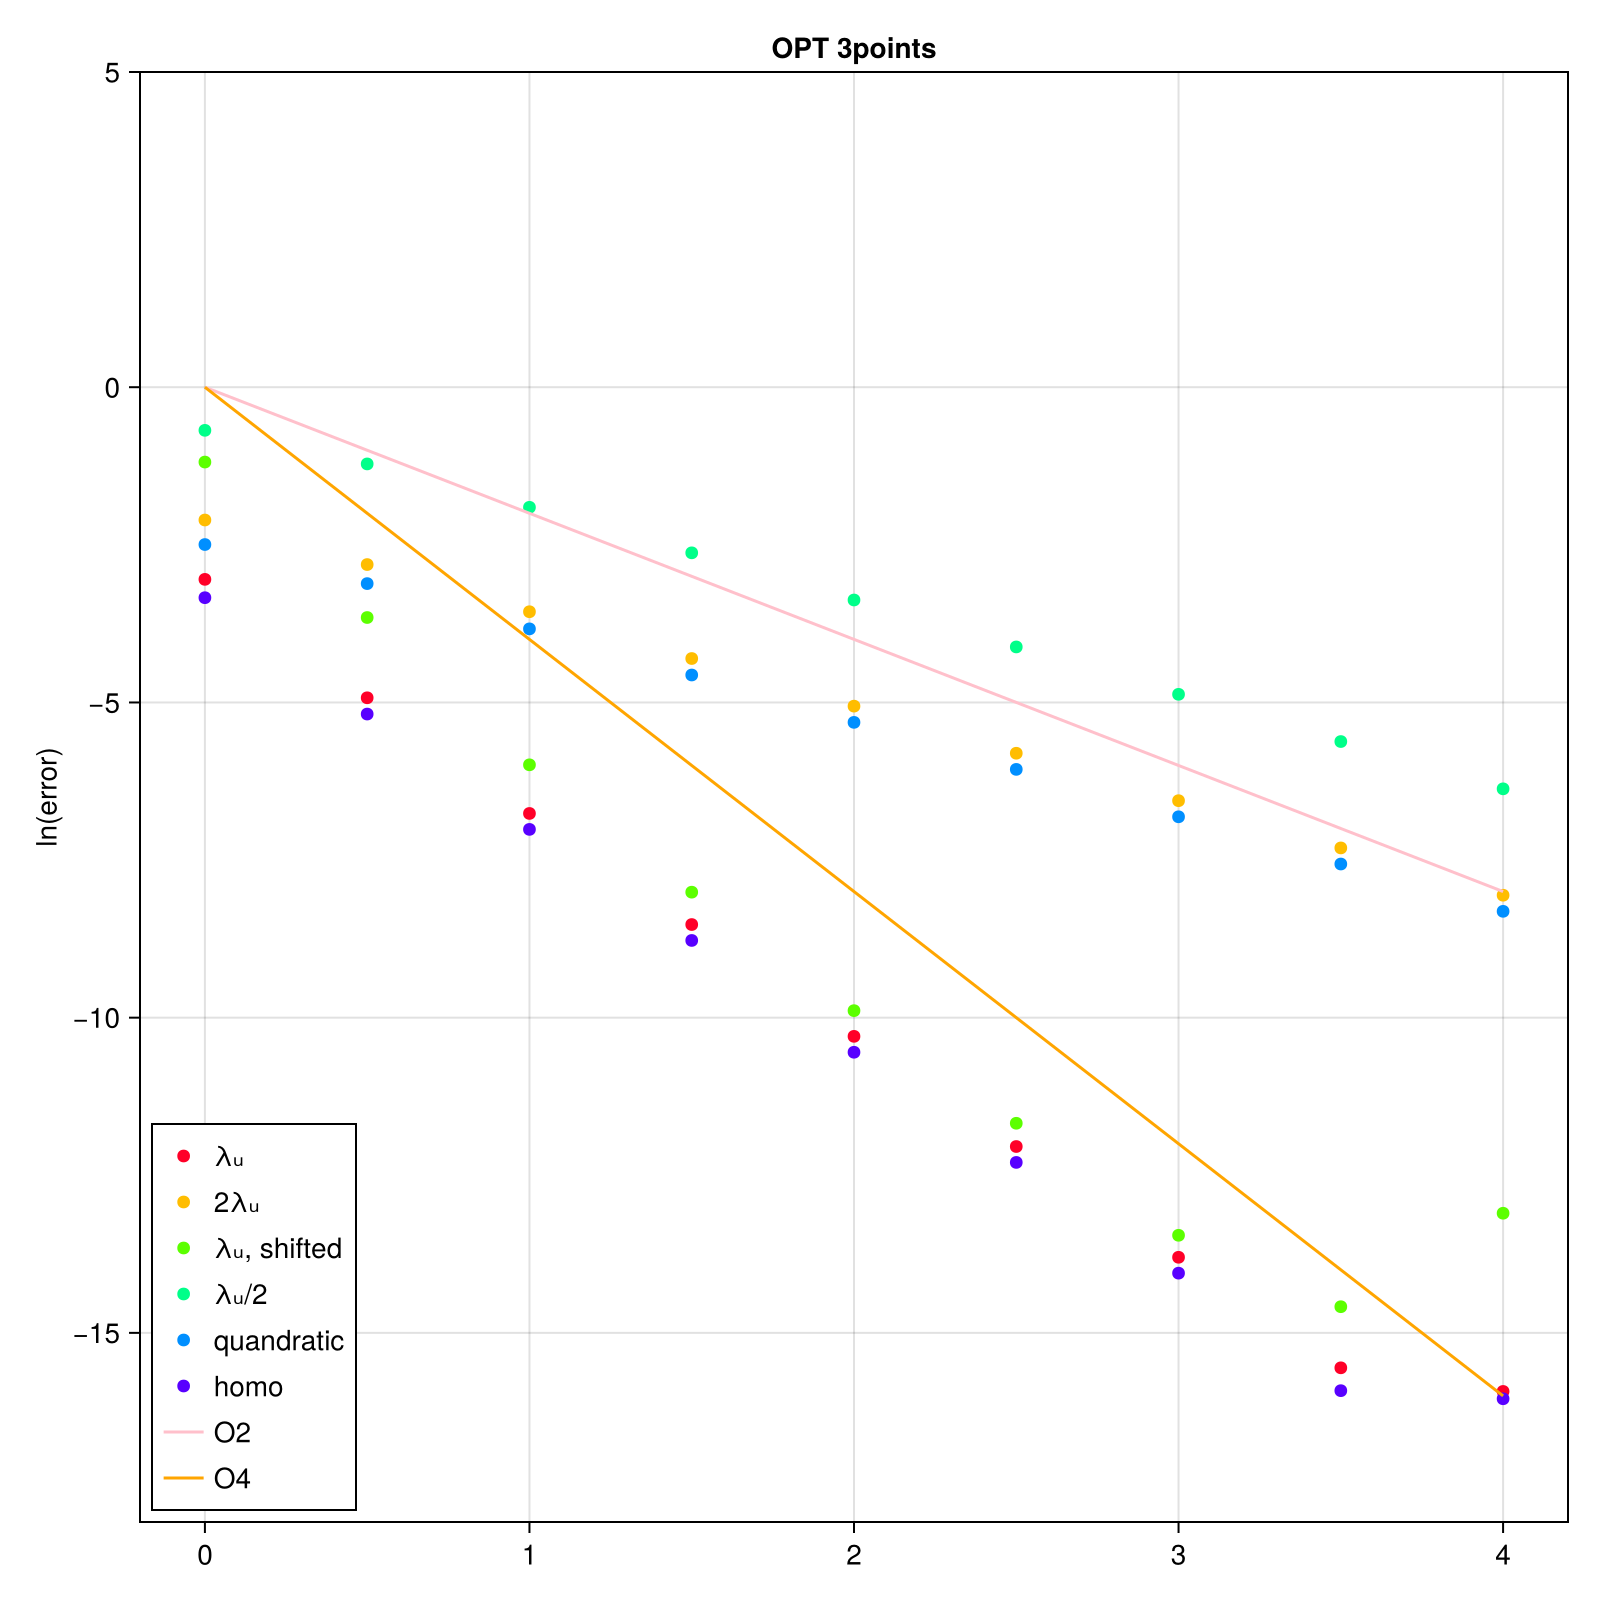 OPT 3points
5
0
−5
−10
−15
ln(error)
λᵤ
2λᵤ
λᵤ, shifted
λᵤ/2
quandratic
homo
O2
O4
0 1 2 3 4